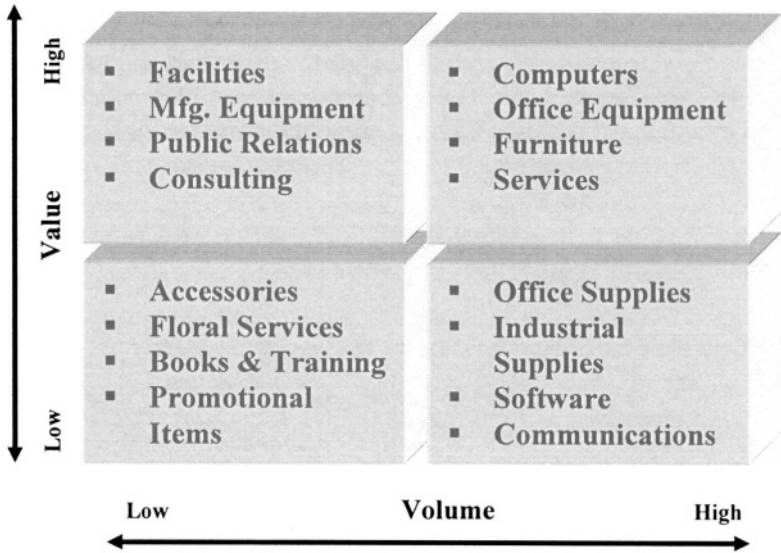 High
Value
Low
▪ Facilities
▪ Mfg. Equipment
▪ Public Relations
▪ Consulting
▪ Computers
▪ Office Equipment
▪ Furniture
▪ Services
▪ Accessories
▪ Floral Services
▪ Books & Training
▪ Promotional
Items
▪ Office Supplies
▪ Industrial
Supplies
▪ Software
▪ Communications
Low
Volume
High